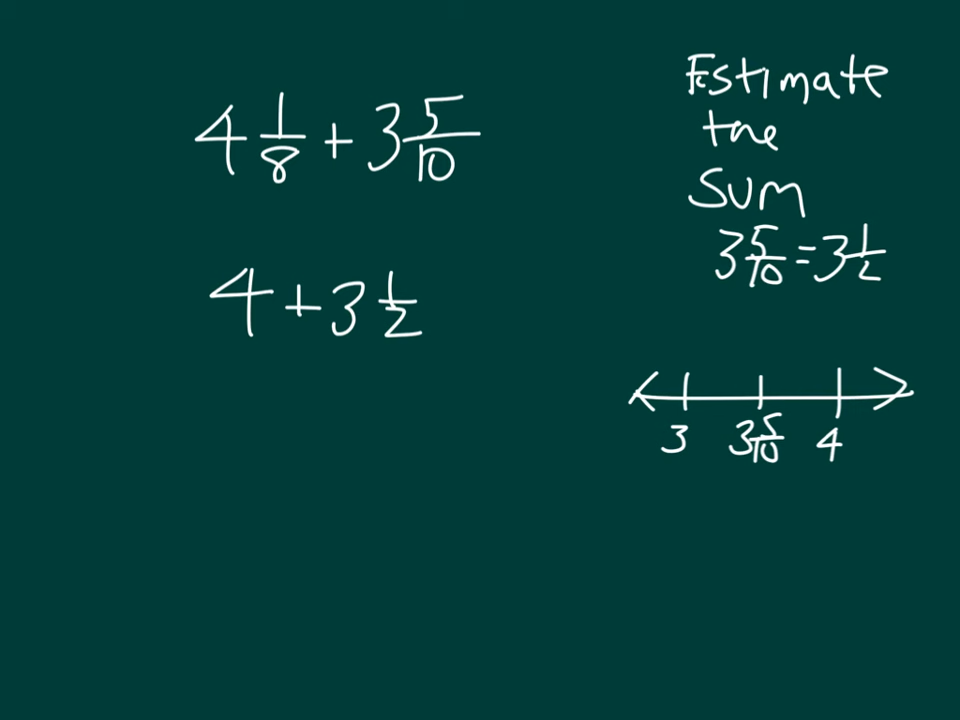 4 1/8 + 3 5/10
4 + 3 1/2
Estimate
the
Sum
3 5/10 = 3 1/2
3 3 5/10 4